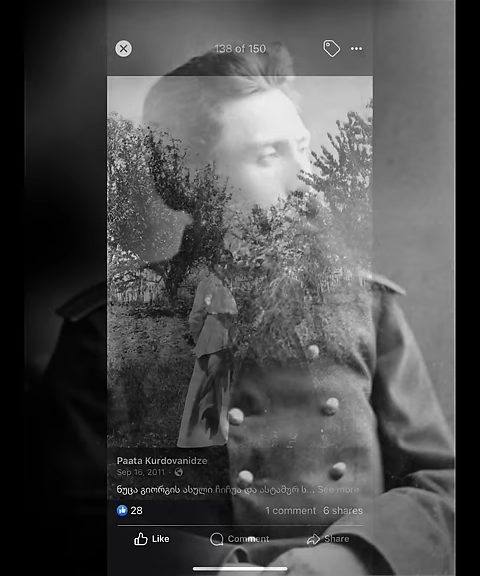 138 of 150
Paata Kurdovanidze
Sep 16, 2011 ·
ნუცა გიორგის ასული ჩიჩუა და ასტამურ ს... See more
28
1 comment 6 shares
Like Comment Share